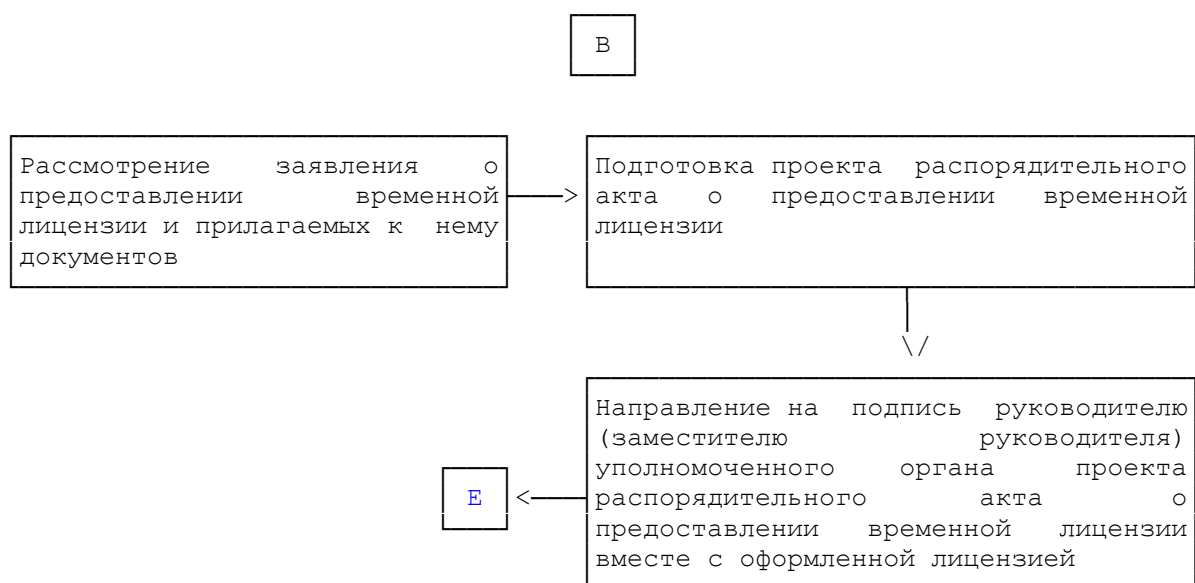 В
Рассмотрение заявления о
предоставлении временной
лицензии и прилагаемых к нему
документов
Подготовка проекта распорядительного
акта о предоставлении временной
лицензии
Направление на подпись руководителю
(заместителю руководителя)
уполномоченного органа проекта
распорядительного акта о
предоставлении временной лицензии
вместе с оформленной лицензией
Е